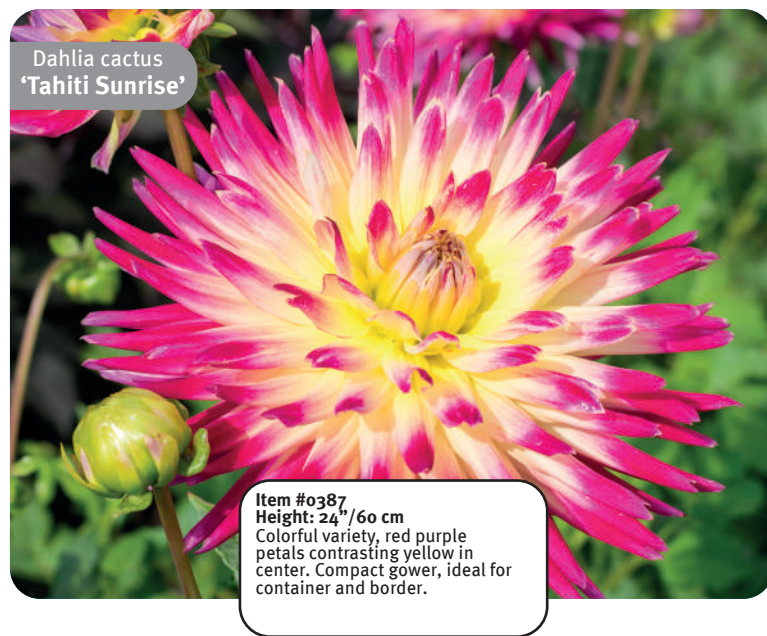 Dahlia cactus
‘Tahiti Sunrise’
Item #0387
Height: 24”/60 cm
Colorful variety, red purple
petals contrasting yellow in
center. Compact gower, ideal for
container and border.